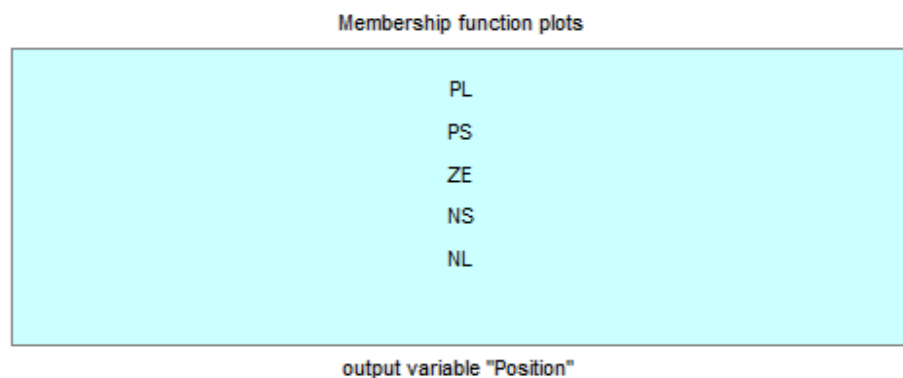 Membership function plots
PL
PS
ZE
NS
NL
output variable "Position"